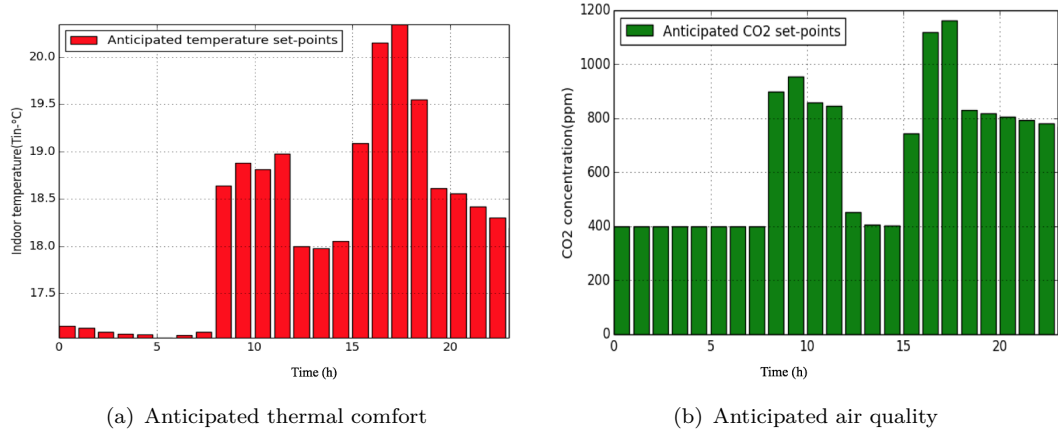 Anticipated temperature set-points
20.0
19.5
19.0
18.5
18.0
17.5
Indoor temperature(Tin-°C)
0 5 10 15 20
Time (h)
(a) Anticipated thermal comfort
Anticipated CO2 set-points
1200
1000
800
600
400
200
0
CO2 concentration(ppm)
0 5 10 15 20
Time (h)
(b) Anticipated air quality